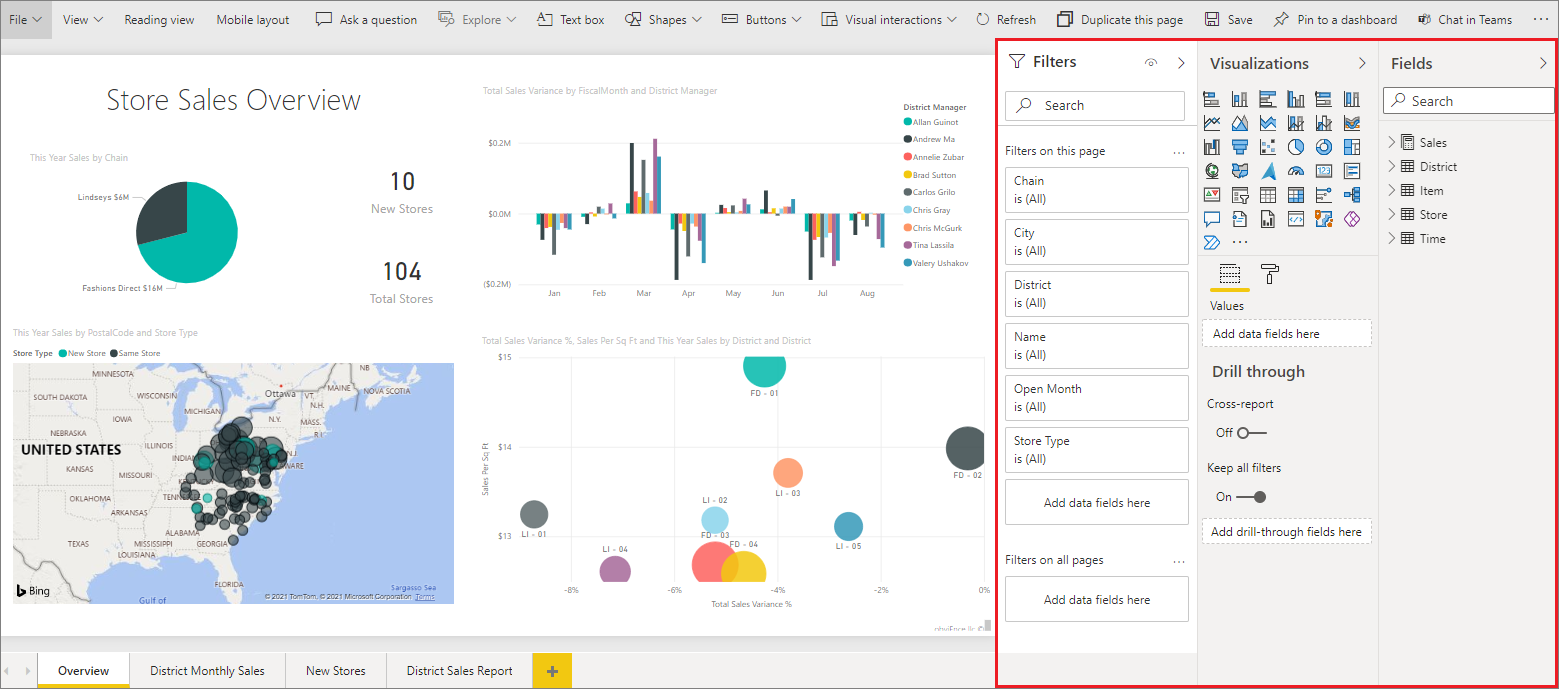 File View Reading view Mobile layout Ask a question Explore Text box Shapes Buttons Visual interactions Refresh Duplicate this page Save Pin to a dashboard Chat in Teams ...
Store Sales Overview
This Year Sales by Chain
Lindseys $6M
Fashions Direct $16M
10
New Stores
104
Total Stores
Total Sales Variance by FiscalMonth and District Manager
$0.2M
$0.0M
($0.2M)
Jan Feb Mar Apr May Jun Jul Aug
District Manager
Allan Guinot
Andrew Ma
Annelie Zubar
Brad Sutton
Carlos Grilo
Chris Gray
Chris McGurk
Tina Lassila
Valery Ushakov
This Year Sales by PostalCode and Store Type
Store Type New Store Same Store
MINNESOTA
NB
Ottawa
MAINE
NOVA SCOTIA
SOUTH DAKOTA
WISCONSIN
VT.
N.H.
MICHIGAN
IOWA
N.Y.
MASS.
NEBRASKA
R.I.
UNITED STATES
ILLINOIS
INDIAN
N.J.
AWARE
KANSAS
MISSOURI
OKLAHOMA
TENNE
ARKANSAS
ALABAMA
TEXAS
MISSISSIPPI
GEORGIA
LOUISIANA
FLORIDA
Sargasso Sea
Bing
Gulf of
© 2021 TomTom, © 2021 Microsoft Corporation Terms
Total Sales Variance %, Sales Per Sq Ft and This Year Sales by District and District
Sales Per Sq Ft
$15
$14
$13
FD - 01
FD - 02
LI - 03
LI - 02
LI - 01
FD - 03
LI - 05
LI - 04
FD - 04
-8% -6% -4% -2% 0%
Total Sales Variance %
Filters
Search
Filters on this page ...
Chain
is (All)
City
is (All)
District
is (All)
Name
is (All)
Open Month
is (All)
Store Type
is (All)
Add data fields here
Filters on all pages ...
Add data fields here
Visualizations
123
...
Values
Add data fields here
Drill through
Cross-report
Off
Keep all filters
On
Add drill-through fields here
Fields
Search
Sales
District
Item
Store
Time
Overview District Monthly Sales New Stores District Sales Report +